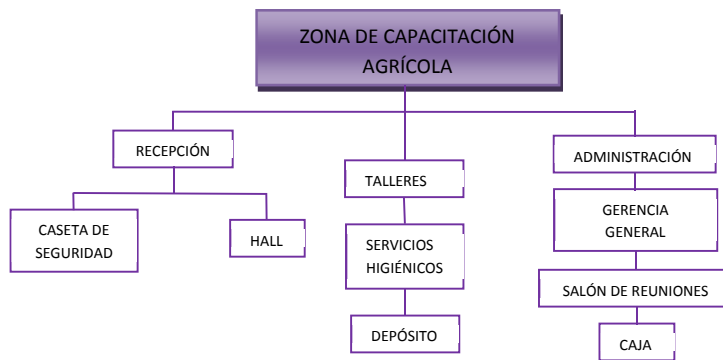 ZONA DE CAPACITACIÓN
AGRÍCOLA
RECEPCIÓN
CASETA DE
SEGURIDAD
HALL
TALLERES
SERVICIOS
HIGIÉNICOS
DEPÓSITO
ADMINISTRACIÓN
GERENCIA
GENERAL
SALÓN DE REUNIONES
CAJA